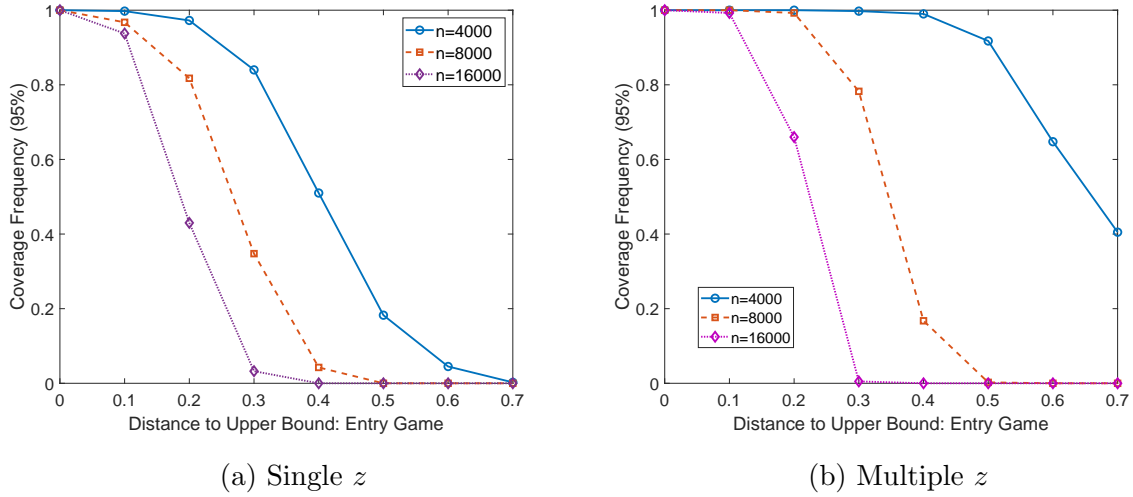 1
0.8
0.6
0.4
0.2
0
Coverage Frequency (95%)
n=4000
n=8000
n=16000
0 0.1 0.2 0.3 0.4 0.5 0.6 0.7
Distance to Upper Bound: Entry Game
(a) Single z
1
0.8
0.6
0.4
0.2
0
Coverage Frequency (95%)
n=4000
n=8000
n=16000
0 0.1 0.2 0.3 0.4 0.5 0.6 0.7
Distance to Upper Bound: Entry Game
(b) Multiple z